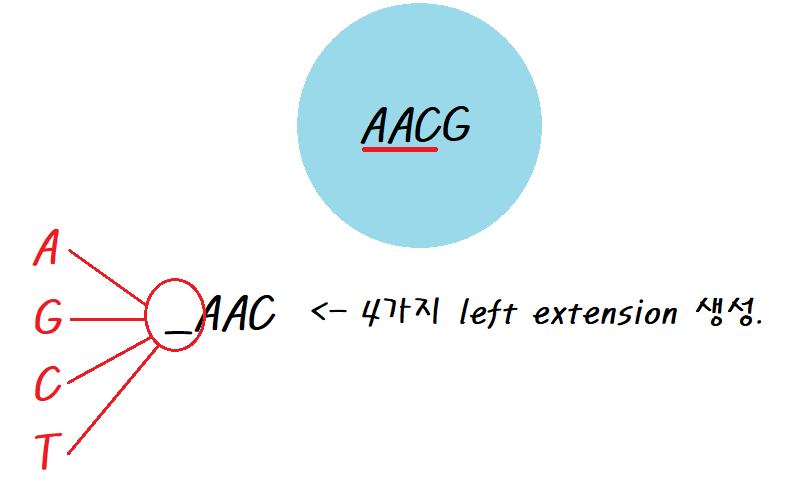 AACG
A
G
_AAC <- 4가지 left extension 생성.
C
T